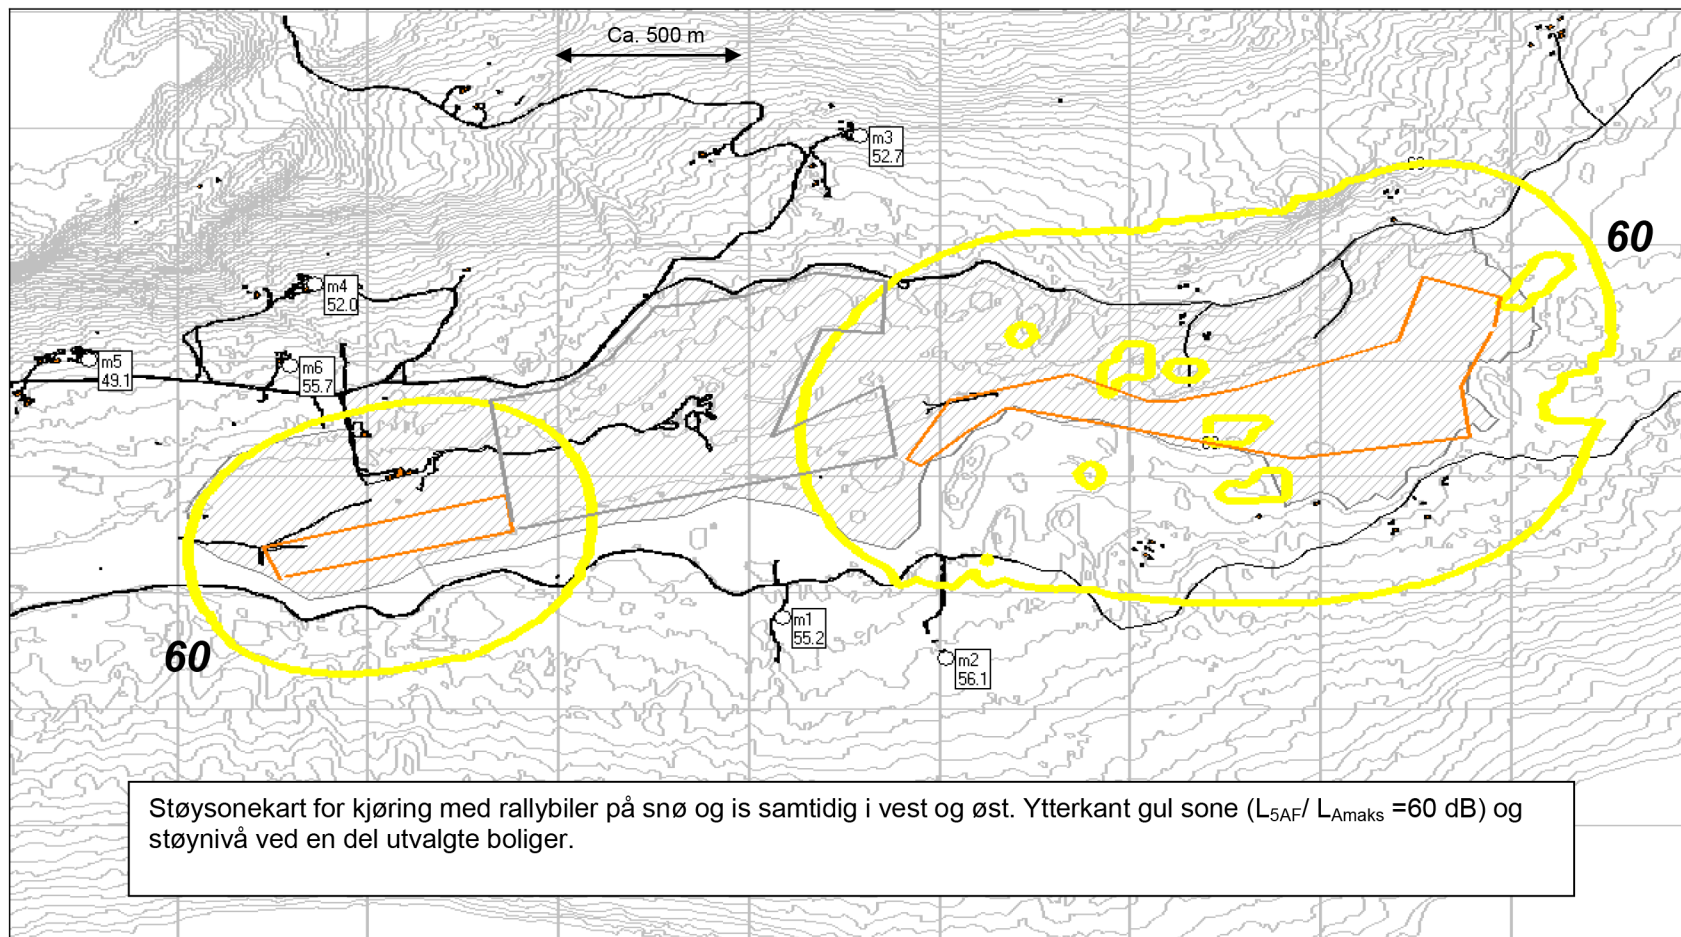 Ca. 500 m
m3
52.7
60
m4
52.0
m5
49.1
m6
55.7
60
m1
55.2
m2
56.1
Støysonekart for kjøring med rallybiler på snø og is samtidig i vest og øst. Ytterkant gul sone (L5AF/ LAmaks =60 dB) og
støynivå ved en del utvalgte boliger.